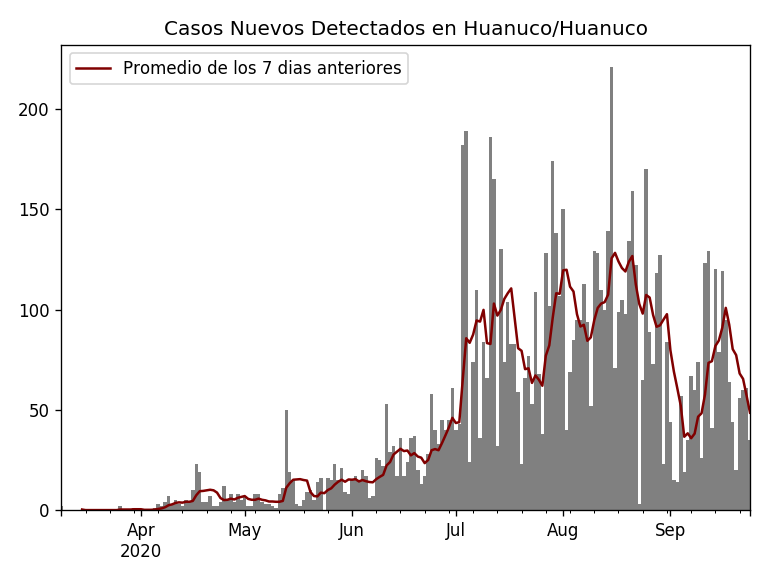 Casos Nuevos Detectados en Huanuco/Huanuco
Promedio de los 7 dias anteriores
200
150
100
50
0
Apr May Jun Jul Aug Sep
2020